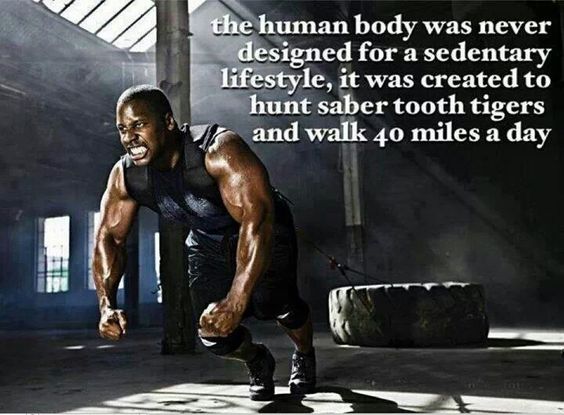 the human body was never
designed for a sedentary
lifestyle, it was created to
hunt saber tooth tigers
and walk 40 miles a day